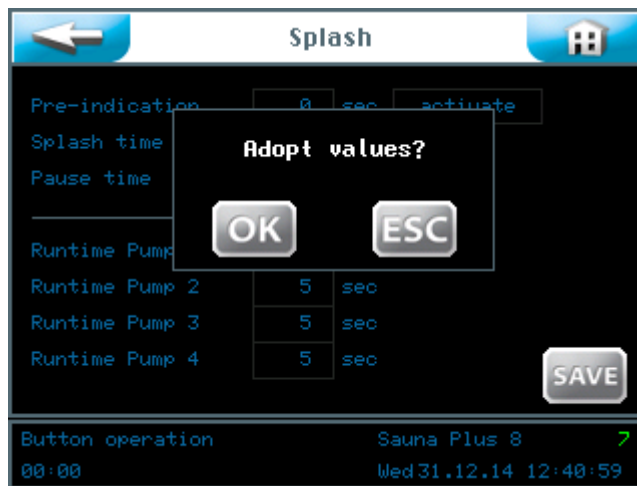 Splash
Pre-indication 0 sec activate
Splash time
Adopt values?
Pause time
OK ESC
Runtime Pump
Runtime Pump 2 5 sec
Runtime Pump 3 5 sec
Runtime Pump 4 5 sec
SAVE
Button operation Sauna Plus 8 7
00:00 Wed 31.12.14 12:40:59